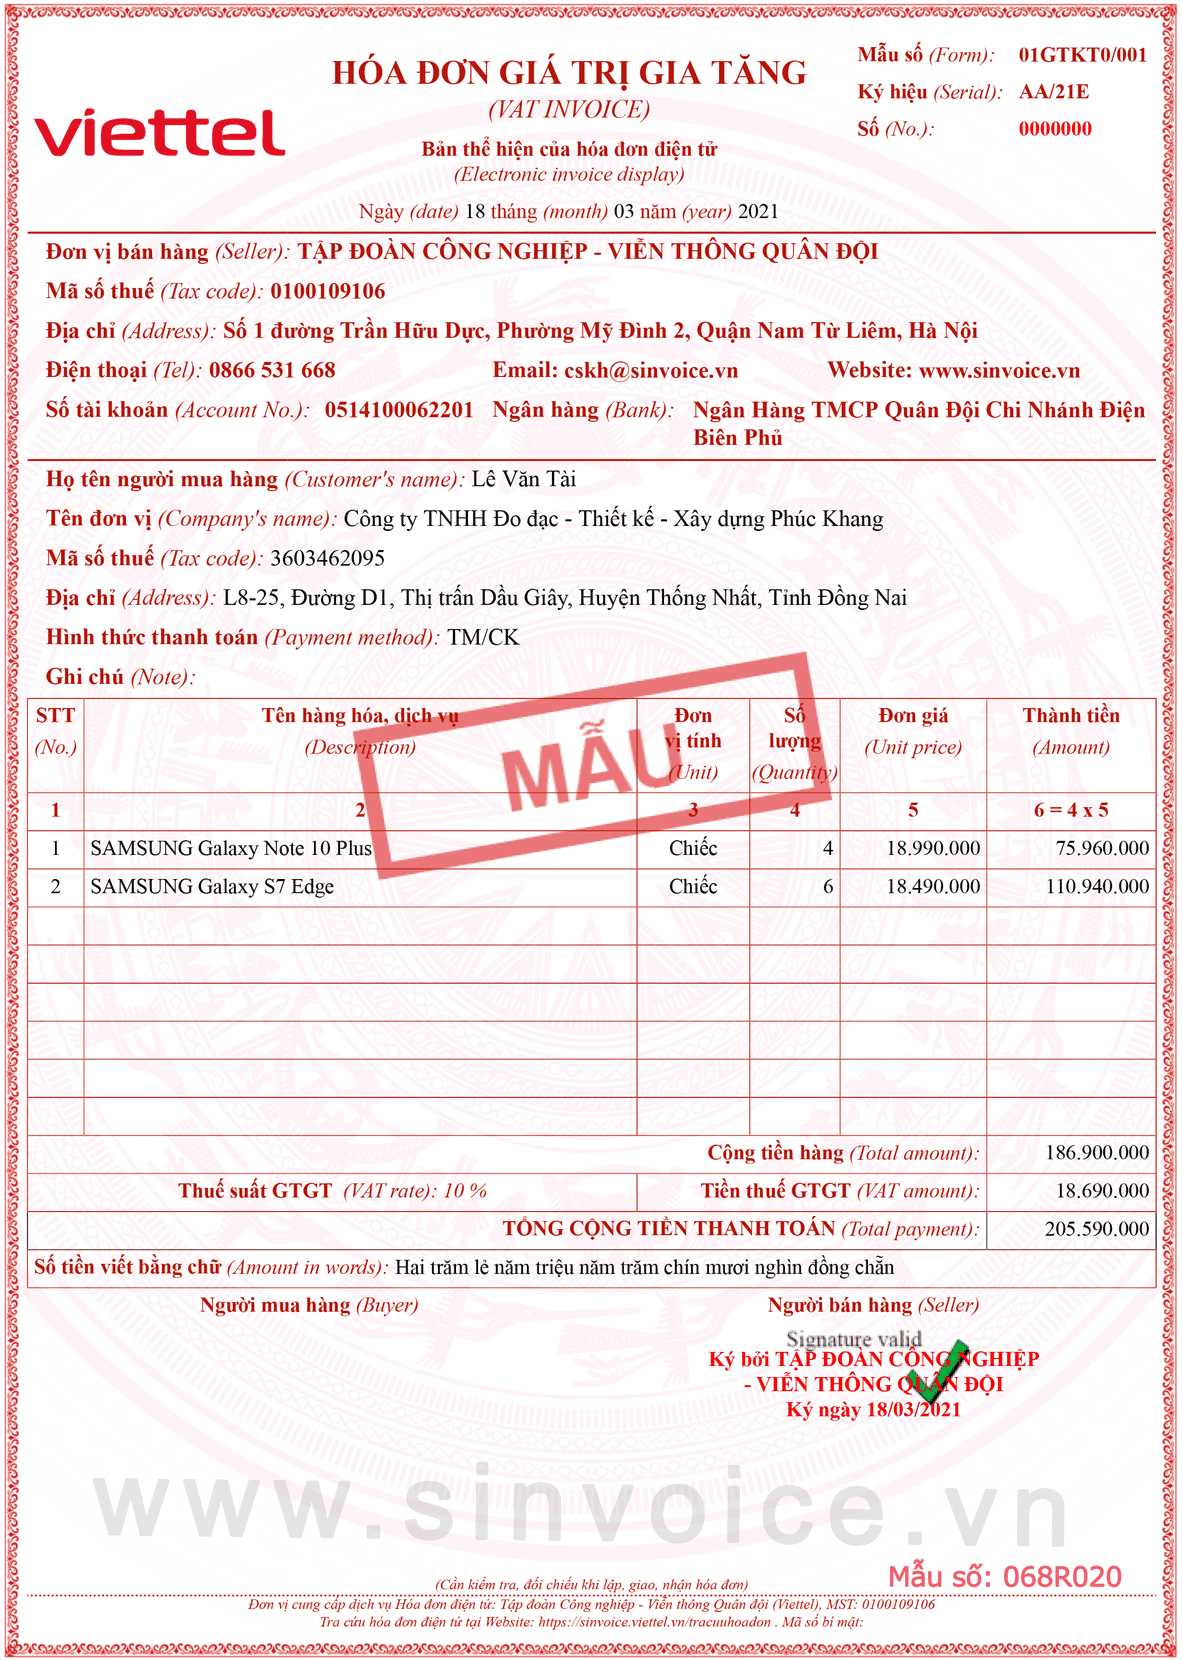 viettel
HÓA ĐƠN GIÁ TRỊ GIA TĂNG
(VAT INVOICE)
Bản thể hiện của hóa đơn điện tử
(Electronic invoice display)
Ngày (date) 18 tháng (month) 03 năm (year) 2021
Mẫu số (Form): 01GTKT0/001
Ký hiệu (Serial): AA/21E
Số (No.): 0000000
Đơn vị bán hàng (Seller): TẬP ĐOÀN CÔNG NGHIỆP - VIỄN THÔNG QUÂN ĐỘI
Mã số thuế (Tax code): 0100109106
Địa chỉ (Address): Số 1 đường Trần Hữu Dực, Phường Mỹ Đình 2, Quận Nam Từ Liêm, Hà Nội
Điện thoại (Tel): 0866 531 668 Email: cskh@sinvoice.vn Website: www.sinvoice.vn
Số tài khoản (Account No.): 0514100062201 Ngân hàng (Bank): Ngân Hàng TMCP Quân Đội Chi Nhánh Điện
Biên Phủ
Họ tên người mua hàng (Customer's name): Lê Văn Tài
Tên đơn vị (Company's name): Công ty TNHH Đo đạc - Thiết kế - Xây dựng Phúc Khang
Mã số thuế (Tax code): 3603462095
Địa chỉ (Address): L8-25, Đường D1, Thị trấn Dầu Giây, Huyện Thống Nhất, Tỉnh Đồng Nai
Hình thức thanh toán (Payment method): TM/CK
Ghi chú (Note):
STT Tên hàng hóa, dịch vụ Đơn Số Đơn giá Thành tiền
(No.) (Description) vị tính lượng (Unit price) (Amount)
(Unit) (Quantity)
MẪU
1 2 3 4 5 6 = 4 x 5
1 SAMSUNG Galaxy Note 10 Plus Chiếc 4 18.990.000 75.960.000
2 SAMSUNG Galaxy S7 Edge Chiếc 6 18.490.000 110.940.000
Cộng tiền hàng (Total amount): 186.900.000
Thuế suất GTGT (VAT rate): 10 % Tiền thuế GTGT (VAT amount): 18.690.000
TỔNG CỘNG TIỀN THANH TOÁN (Total payment): 205.590.000
Số tiền viết bằng chữ (Amount in words): Hai trăm lẻ năm triệu năm trăm chín mươi nghìn đồng chẵn
Người mua hàng (Buyer) Người bán hàng (Seller)
Signature valid
Ký bởi TẬP ĐOÀN CÔNG NGHIỆP
- VIỄN THÔNG QUÂN ĐỘI
Ký ngày 18/03/2021
www.sinvoice.vn
Mẫu số: 068R020
(Cần kiểm tra, đối chiếu khi lập, giao, nhận hóa đơn)
Đơn vị cung cấp dịch vụ Hóa đơn điện tử: Tập đoàn Công nghiệp - Viễn thông Quân đội (Viettel), MST: 0100109106
Tra cứu hóa đơn điện tử tại Website: https://sinvoice.viettel.vn/tracuuhoadon . Mã số bí mật: